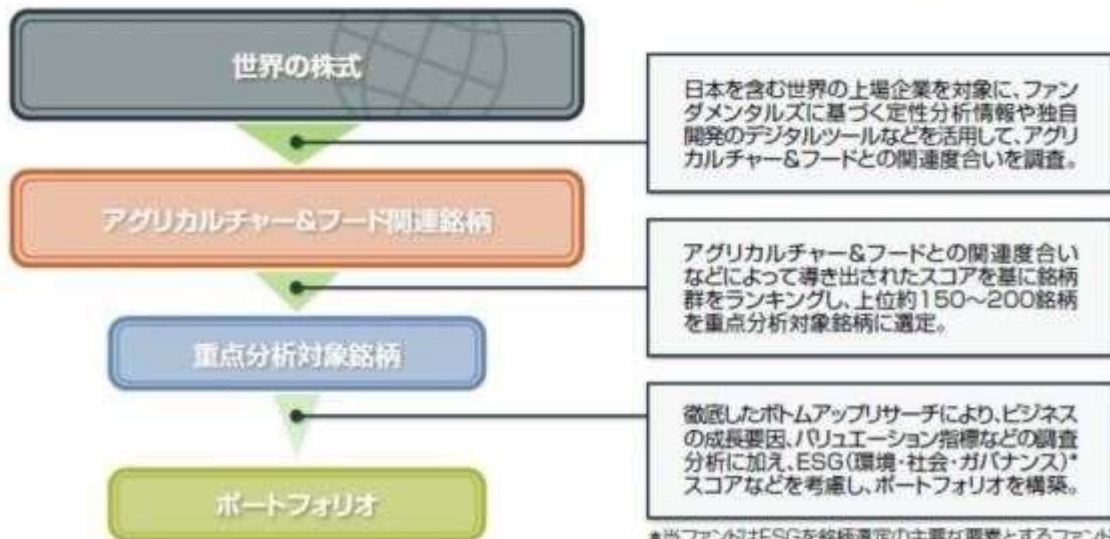 世界の株式
日本を含む世界の上場企業を対象に、ファン
ダメンタルズに基づく定性分析情報や独自
開発のデジタルツールなどを活用して、アグリ
カルチャー&フードとの関連度合いを調査。
アグリカルチャー&フード関連銘柄
アグリカルチャー&フードとの関連度合い
などによって導き出されたスコアを基に銘柄
群をランキングし、上位約150〜200銘柄
を重点分析対象銘柄に選定。
重点分析対象銘柄
徹底したボトムアップリサーチにより、ビジネス
の成長要因、バリュエーション指標などの調査
分析に加え、ESG(環境・社会・ガバナンス)*
スコアなどを考慮し、ポートフォリオを構築。
ポートフォリオ
*当ファンドはESGを銘柄選定の主要な要素とするファンド